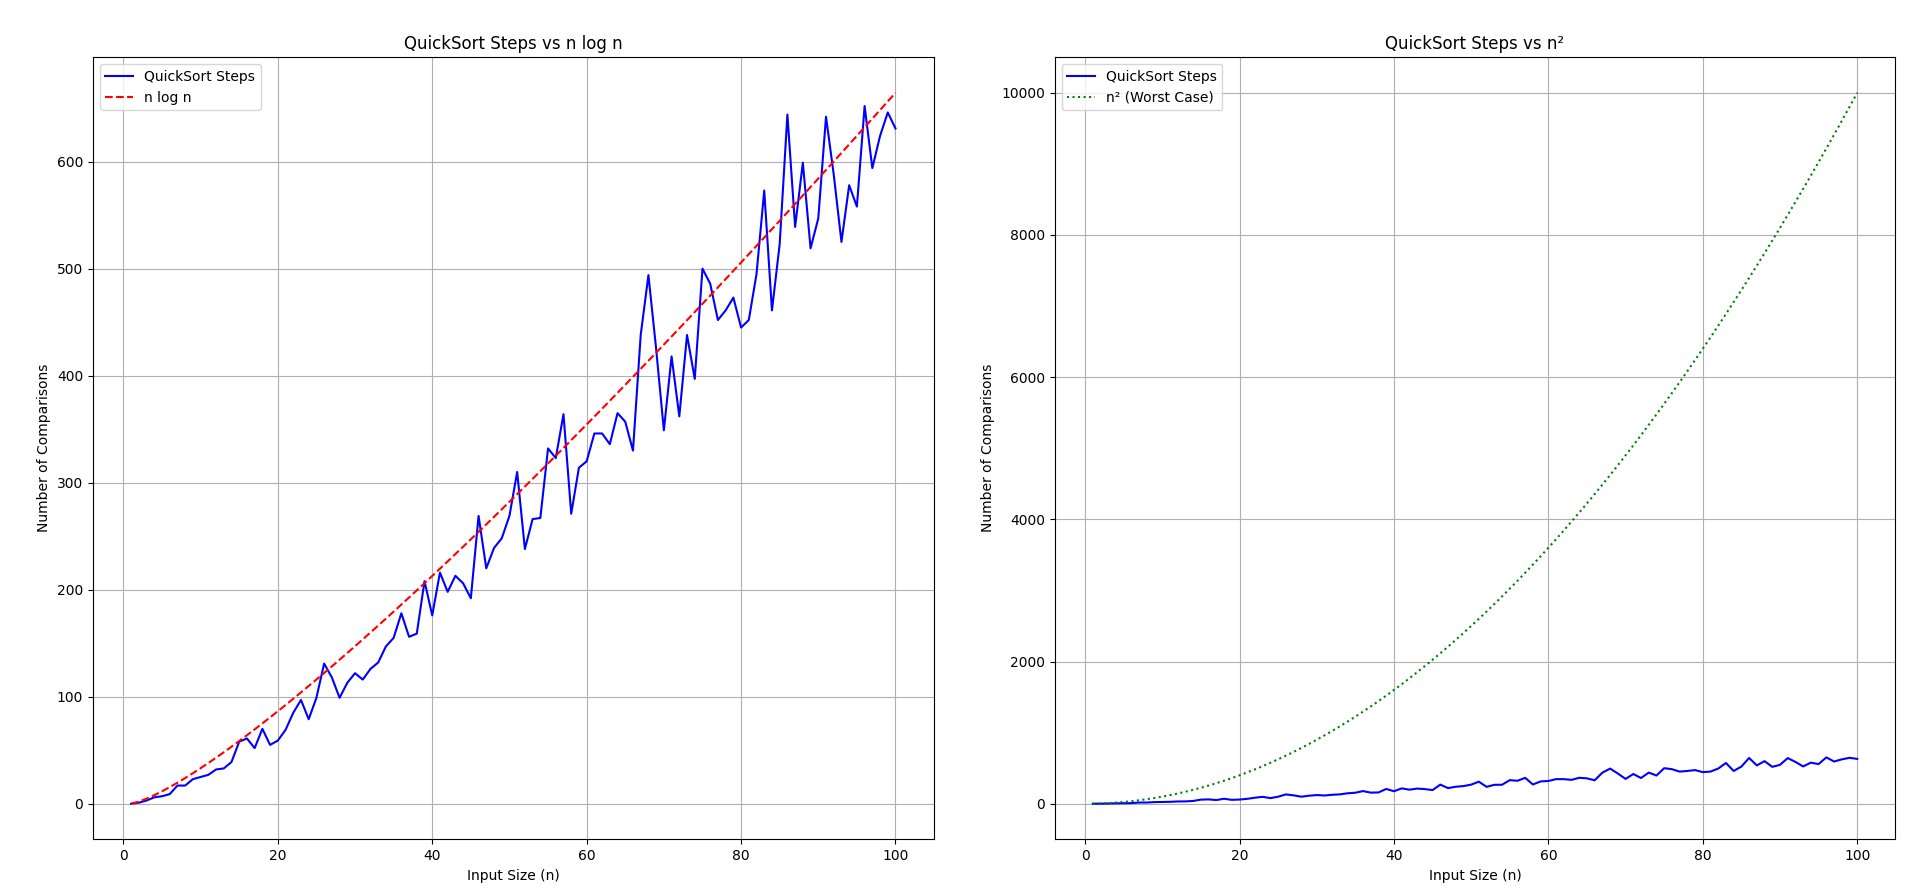 QuickSort Steps vs n log n
QuickSort Steps
n log n
Number of Comparisons
600
500
400
300
200
100
0
0 20 40 60 80 100
Input Size (n)
QuickSort Steps vs n²
QuickSort Steps
n² (Worst Case)
Number of Comparisons
10000
8000
6000
4000
2000
0
0 20 40 60 80 100
Input Size (n)